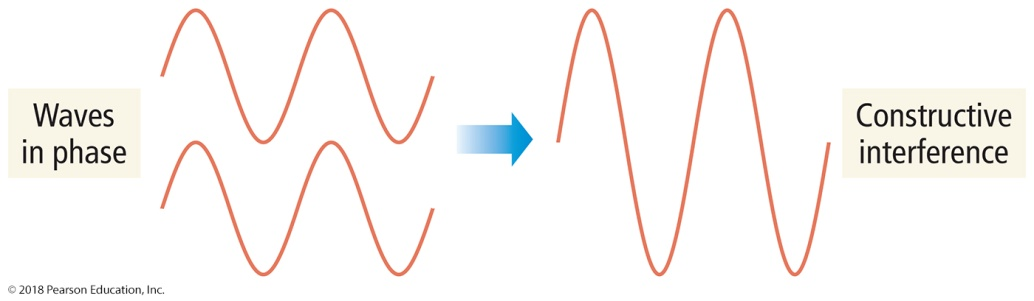 Waves
in phase
Constructive
interference
© 2018 Pearson Education, Inc.